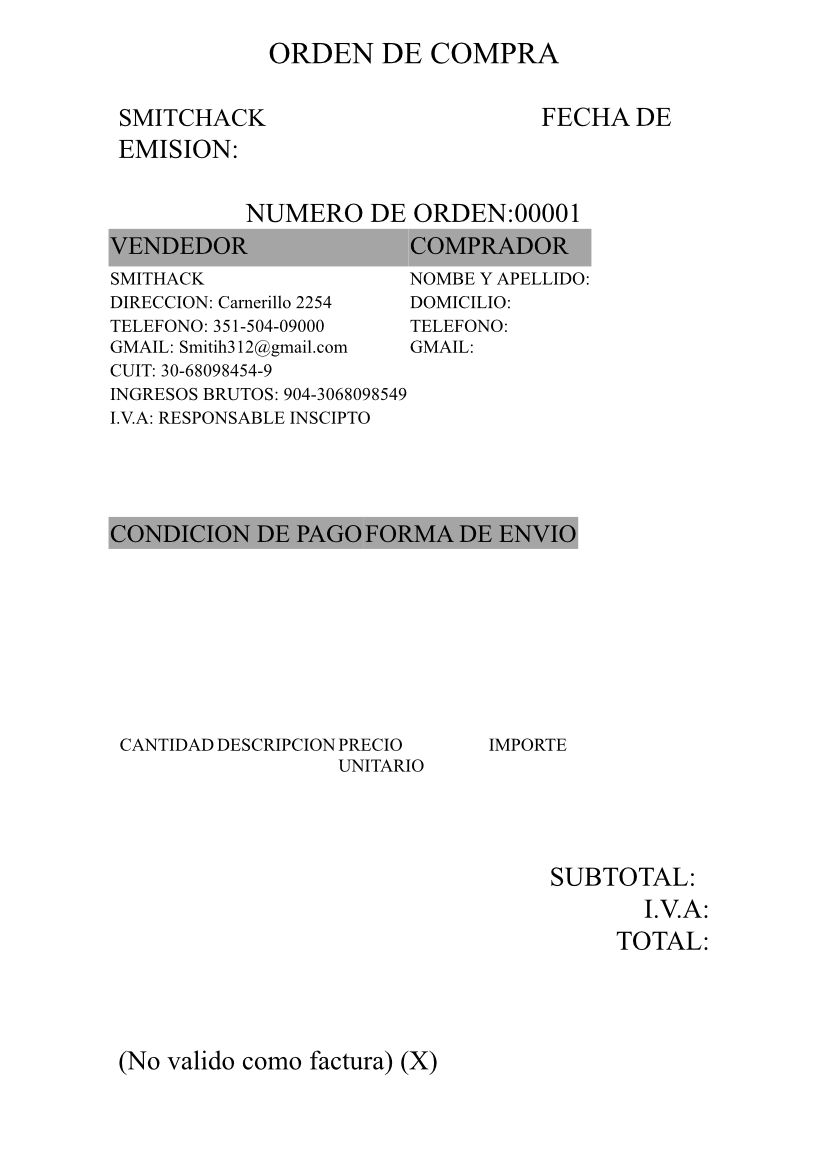 ORDEN DE COMPRA
SMITCHACK FECHA DE
EMISION:
NUMERO DE ORDEN:00001
VENDEDOR COMPRADOR
SMITHACK NOMBE Y APELLIDO:
DIRECCION: Carnerillo 2254 DOMICILIO:
TELEFONO: 351-504-09000 TELEFONO:
GMAIL: Smitih312@gmail.com GMAIL:
CUIT: 30-68098454-9
INGRESOS BRUTOS: 904-3068098549
I.V.A: RESPONSABLE INSCIPTO
CONDICION DE PAGO FORMA DE ENVIO
CANTIDAD DESCRIPCION PRECIO IMPORTE
UNITARIO
SUBTOTAL:
I.V.A:
TOTAL:
(No valido como factura) (X)